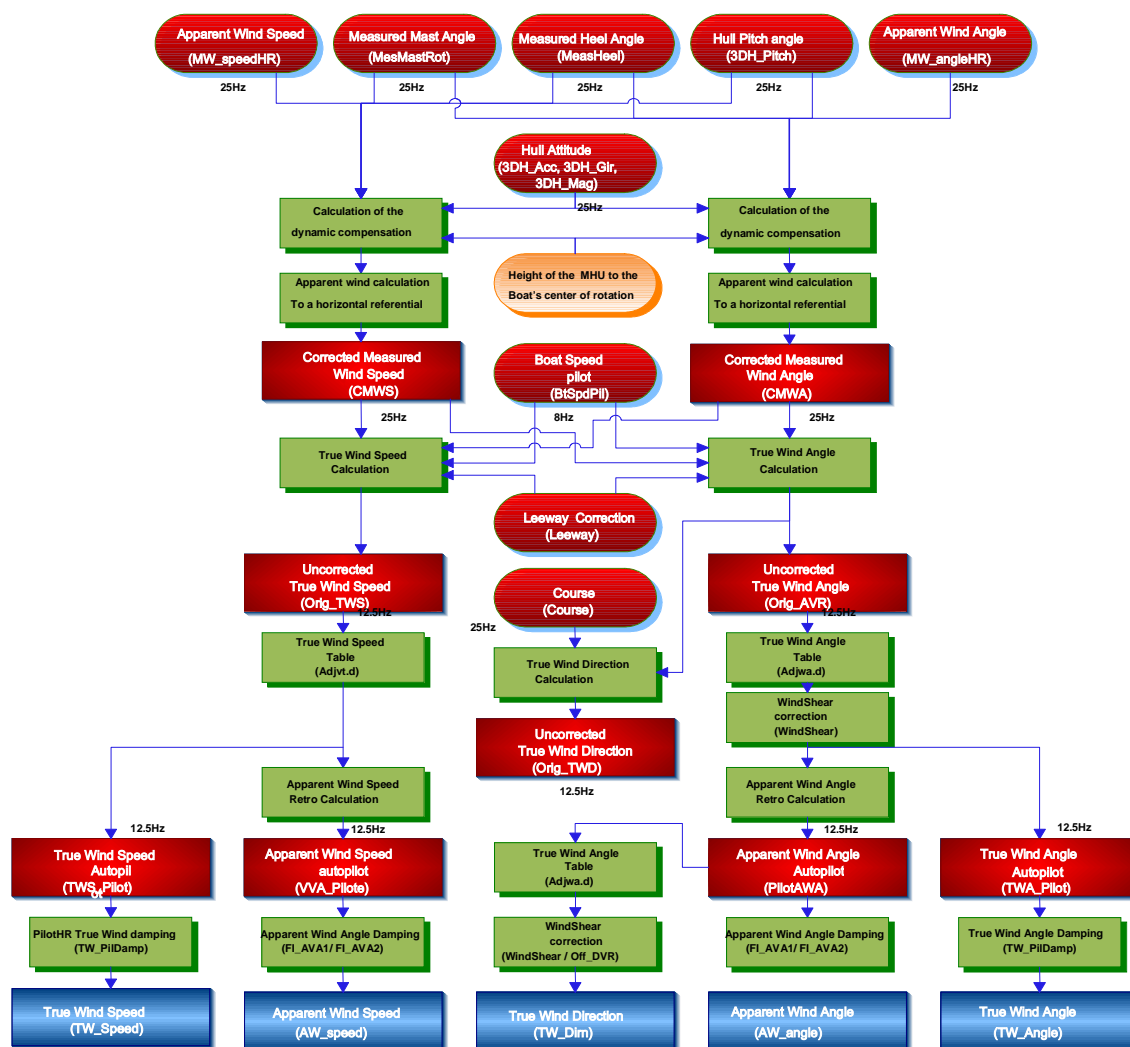 Apparent Wind Speed
(MW_speedHR)
Measured Mast Angle
(MesMastRot)
Measured Heel Angle
(MeasHeel)
Hull Pitch angle
(3DH_Pitch)
Apparent Wind Angle
(MW_angleHR)
25Hz
25Hz
25Hz
25Hz
25Hz
Hull Attitude
(3DH_Acc, 3DH_Gir,
3DH_Mag)
25Hz
Calculation of the
dynamic compensation
Calculation of the
dynamic compensation
Height of the MHU to the
Boat's center of rotation
Apparent wind calculation
To a horizontal referential
Apparent wind calculation
To a horizontal referential
Corrected Measured
Wind Speed
(CMWS)
Boat Speed
pilot
(BtSpdPil)
Corrected Measured
Wind Angle
(CMWA)
25Hz
8Hz
25Hz
True Wind Speed
Calculation
True Wind Angle
Calculation
Leeway Correction
(Leeway)
Uncorrected
True Wind Speed
(Orig_TWS)
12.5Hz
Course
(Course)
25Hz
Uncorrected
True Wind Angle
(Orig_AVR)
12.5Hz
True Wind Speed
Table
(Adjvt.d)
True Wind Direction
Calculation
True Wind Angle
Table
(Adjwa.d)
WindShear
correction
(WindShear)
Uncorrected
True Wind Direction
(Orig_TWD)
12.5Hz
Apparent Wind Speed
Retro Calculation
Apparent Wind Angle
Retro Calculation
12.5Hz
12.5Hz
12.5Hz
12.5Hz
True Wind Speed
Autopil
(TWS_Pilot)
ot
Apparent Wind Speed
autopilot
(VVA_Pilote)
True Wind Angle
Table
(Adjwa.d)
Apparent Wind Angle
Autopilot
(PilotAWA)
True Wind Angle
Autopilot
(TWA_Pilot)
PilotHR True Wind damping
(TW_PilDamp)
Apparent Wind Angle Damping
(FI_AVA1/ FI_AVA2)
WindShear
correction
(WindShear / Off_DVR)
Apparent Wind Angle Damping
(FI_AVA1/ FI_AVA2)
True Wind Angle Damping
(TW_PilDamp)
True Wind Speed
(TW_Speed)
Apparent Wind Speed
(AW_speed)
True Wind Direction
(TW_Dirn)
Apparent Wind Angle
(AW_angle)
True Wind Angle
(TW_Angle)